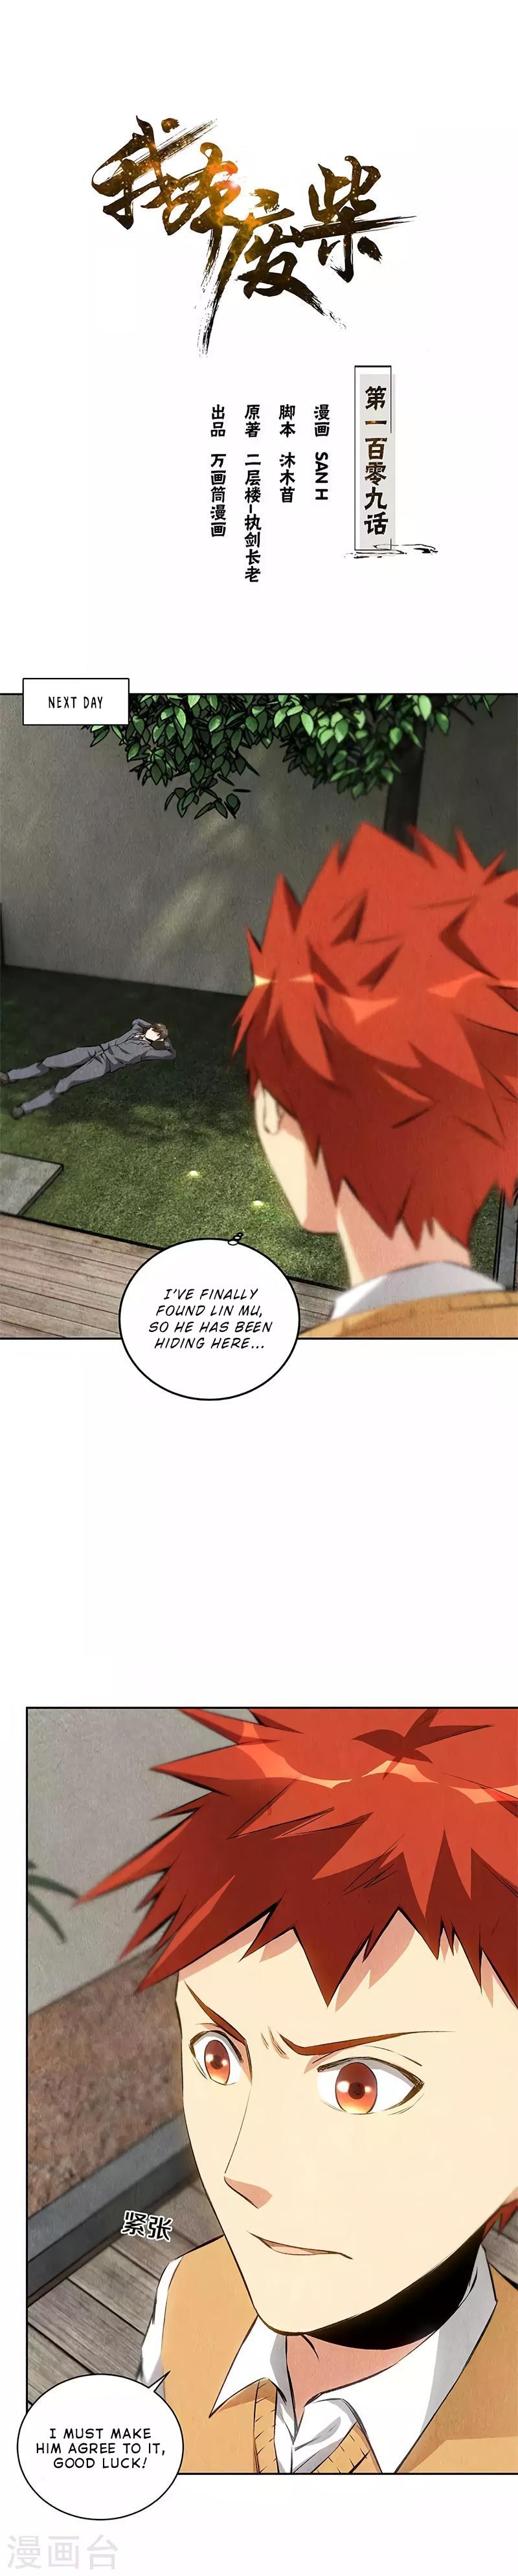 我本废柴
第一百零九话
漫画 SAN H
脚本 沐木苜
原著 二层楼-执剑长老
出品 万画筒漫画
NEXT DAY
I'VE FINALLY
FOUND LIN MU,
SO HE HAS BEEN
HIDING HERE...
紧张
I MUST MAKE
HIM AGREE TO IT,
GOOD LUCK!
漫画台